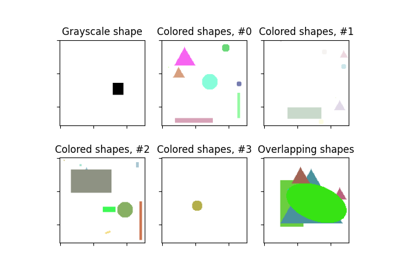 Grayscale shape
Colored shapes, #0
Colored shapes, #1
Colored shapes, #2
Colored shapes, #3
Overlapping shapes